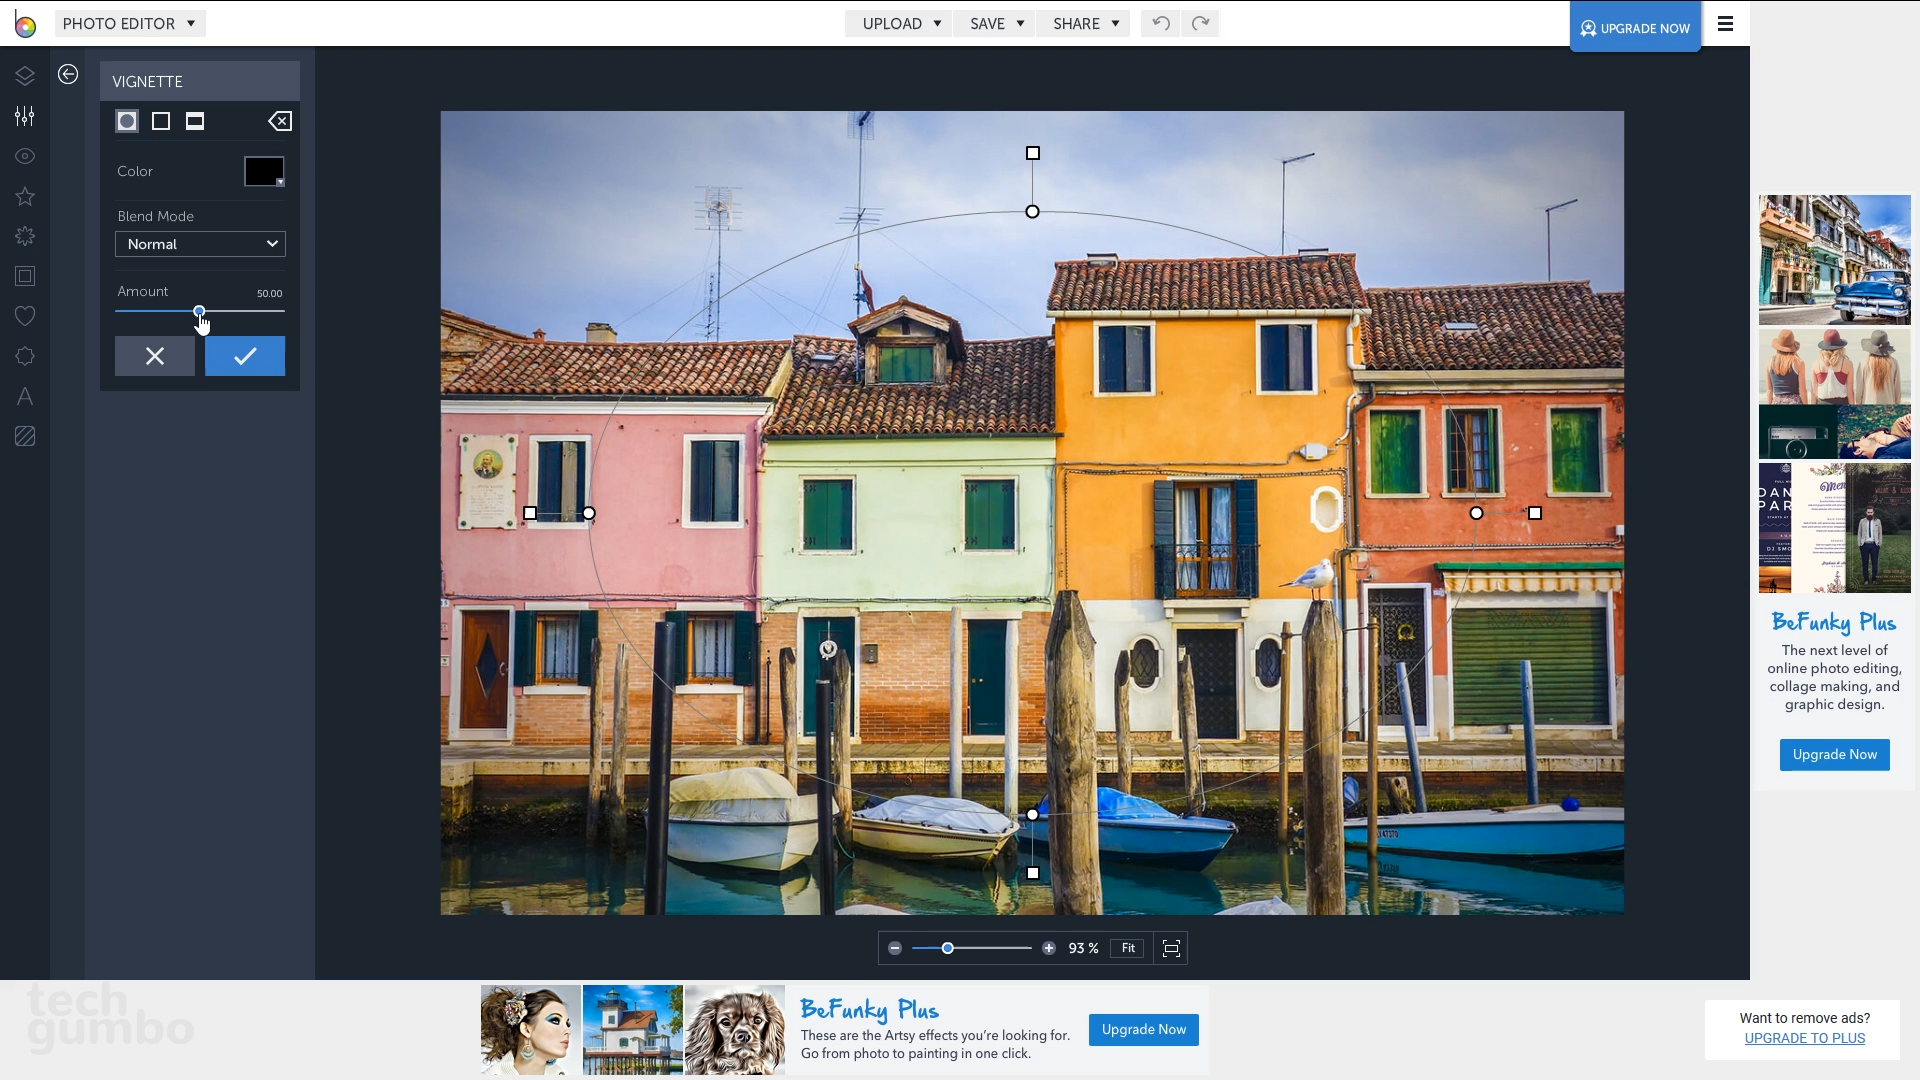 PHOTO EDITOR
UPLOAD
SAVE
SHARE
UPGRADE NOW
VIGNETTE
Color
Blend Mode
Normal
Amount
50.00
93 %
Fit
BeFunky Plus
The next level of
online photo editing,
collage making, and
graphic design.
Upgrade Now
tech
gumbo
BeFunky Plus
These are the Artsy effects you're looking for.
Go from photo to painting in one click.
Upgrade Now
Want to remove ads?
UPGRADE TO PLUS